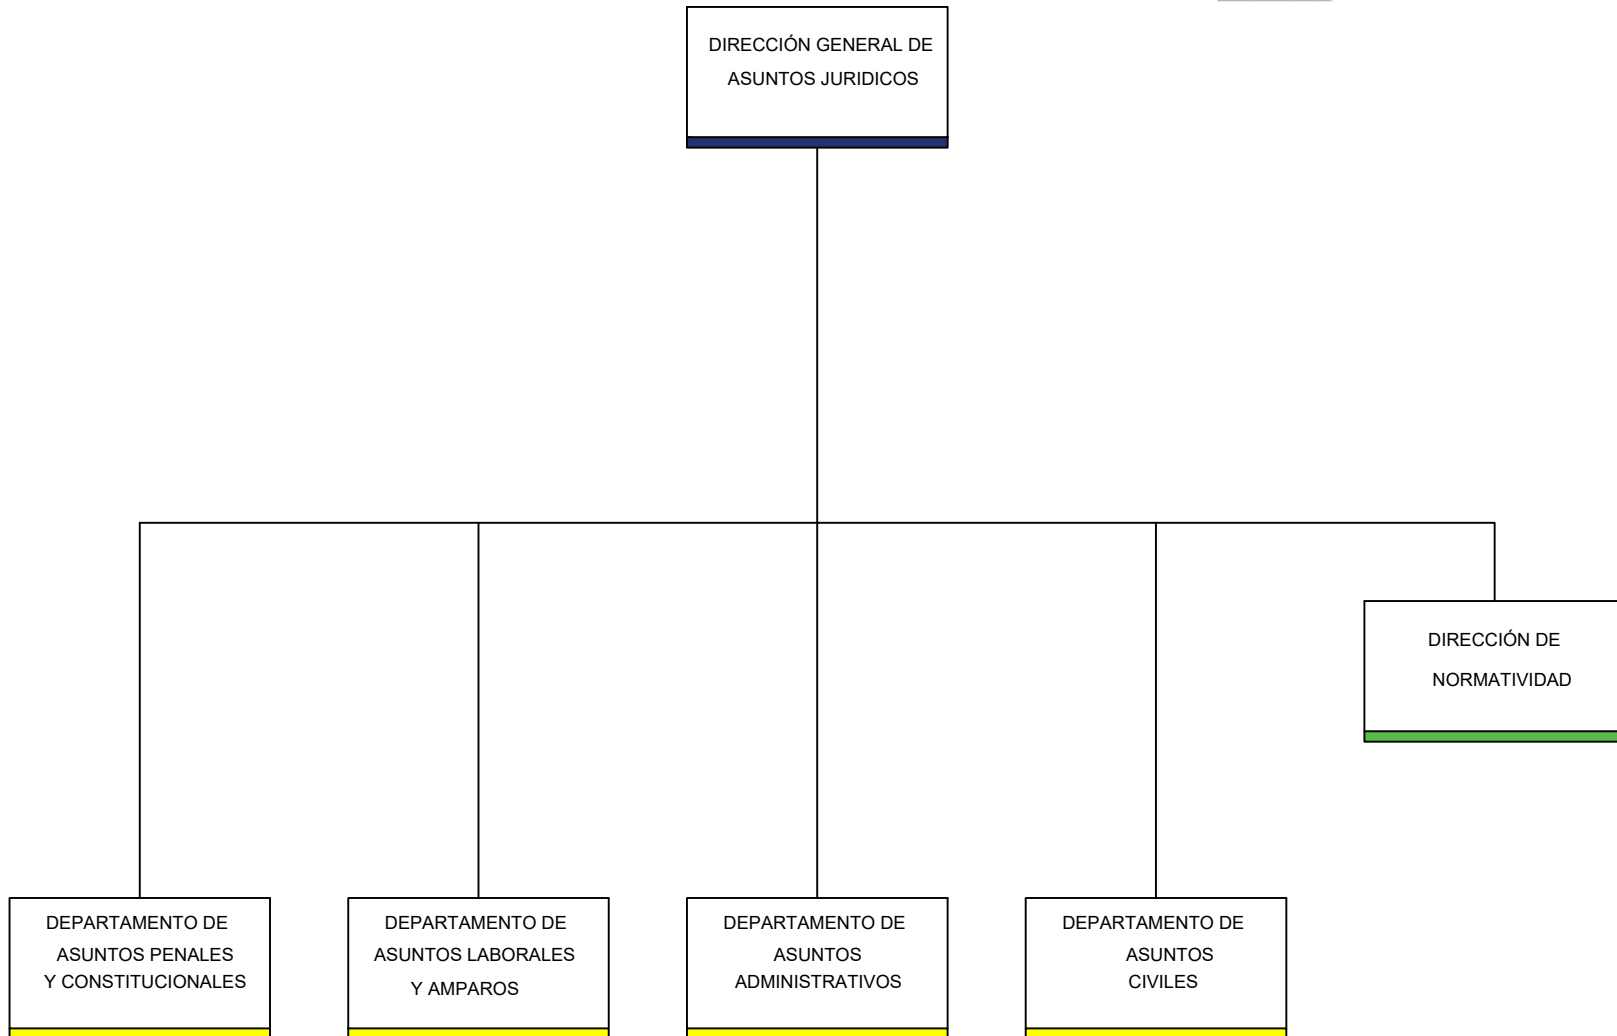 DIRECCIÓN GENERAL DE
ASUNTOS JURIDICOS
DIRECCIÓN DE
NORMATIVIDAD
DEPARTAMENTO DE
ASUNTOS PENALES
Y CONSTITUCIONALES
DEPARTAMENTO DE
ASUNTOS LABORALES
Y AMPAROS
DEPARTAMENTO DE
ASUNTOS
ADMINISTRATIVOS
DEPARTAMENTO DE
ASUNTOS
CIVILES